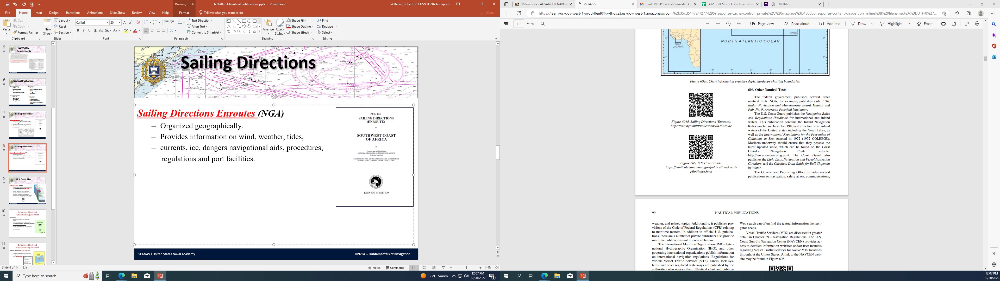 Drawing Tools
NN284-03-Nautical Publications.pptx - PowerPoint
Wilhelm, Robert G LT USN USNA Annapolis
File Home Insert Design Transitions Animations Slide Show Review View Help Format Tell me what you want to do Share
Paste
Cut
Copy
Format Painter
Clipboard
New Slide
Layout
Reset
Section
Slides
Calibri 20
Font
Text Direction
Align Text
Convert to SmartArt
Paragraph
Arrange
Quick Styles
Shape Fill
Shape Outline
Shape Effects
Drawing
Find
Replace
Select
Editing
5
NAVDORM
Requirements
6
Nautical Publications
7
Sailing Directions
8
Sailing Directions
9
U.S. Coast Pilot
10
Determine Chart and
Publication Requirements
11
Determine Chart and
Publication Requirements
Sailing Directions
Sailing Directions Enroutes (NGA)
– Organized geographically.
– Provides information on wind, weather, tides,
– currents, ice, dangers navigational aids, procedures,
regulations and port facilities.
PUB. 123
SAILING DIRECTIONS
(ENROUTE)
SOUTHWEST COAST
OF AFRICA
Prepared and published by the
NATIONAL GEOSPATIAL-INTELLIGENCE AGENCY
Bethesda, Maryland
© COPYRIGHT 2009 BY THE UNITED STATES GOVERNMENT
NO COPYRIGHT CLAIMED UNDER TITLE 17 U.S.C.
ELEVENTH EDITION
SEANAV I United States Naval Academy
NN284 – Fundamentals of Navigation
Slide 8 of 14
Notes
Comments
114%
Type here to search
36°F Sunny
12:07 PM
12/20/2022
References – ADVANCED NAVIGA
2774295
Fwd: MGSP: End-of-Semester Att
AY23 Fall MGSP End-of-Semester
HBOMax
https://learn-us-gov-west-1-prod-fleet01-xythos.s3.us-gov-west-1.amazonaws.com/62b35cd514724/2774295?response-cache-control=private%2C%20max-age%3D10800&response-content-disposition=inline%3B%20filename%2A%3DUTF-8%27...
112 of 789
Page view
Read aloud
Add text
Draw
Highlight
Erase
57080
NORTH ATLANTIC OCEAN
AREA
LOCATOR
Figure 604c. Chart information graphics depict hardcopy charting boundaries.
Figure 604d. Sailing Directions (Enroute).
https://msi.nga.mil/Publications/SDEnroute
Figure 605. U.S. Coast Pilots.
https://nauticalcharts.noaa.gov/publications/coast-
pilot/index.html
606. Other Nautical Texts
The federal government publishes several other
nautical texts. NGA, for example, publishes Pub. 1310,
Radar Navigation and Maneuvering Board Manual and
Pub. No. 9, American Practical Navigator.
The U.S. Coast Guard publishes the Navigation Rules
and Regulations Handbook for international and inland
waters. This publication contains the Inland Navigation
Rules enacted in December 1980 and effective on all inland
waters of the United States including the Great Lakes, as
well as the International Regulations for the Prevention of
Collisions at Sea, enacted in 1972 (1972 COLREGS).
Mariners underway should ensure that they possess the
latest updated issue, which can be found on the Coast
Guard's Navigation Center website:
http://www.navcen.uscg.gov/. The Coast Guard also
publishes the Light Lists, Navigation and Vessel Inspection
Circulars; and the Chemical Data Guide for Bulk Shipment
by Water.
The Government Publishing Office provides several
publications on navigation, safety at sea, communications,
99
NAUTICAL PUBLICATIONS
weather, and related topics. Additionally, it publishes pro-
visions of the Code of Federal Regulations (CFR) relating
to maritime matters. In addition to official U,S, publica-
tions, there are a number of private publishers also provide
maritime publications not referenced herein.
The International Maritime Organization (IMO), Inter-
national Hydrographic Organization (IHO), and other
governing international organizations publish information
on international navigation regulations. Regulations for
various Vessel Traffic Services (VTS), canals, lock sys-
tems, and other regulated waterways are published by the
authorities who operate them. Nautical chart and publica-
Web search can often find the textual information the navi-
gator needs.
Vessel Traffic Services (VTS) are discussed in greater
detail in Chapter 29 - Navigation Regulations. The U.S.
Coast Guard's Navigation Center (NAVCEN) provides ac-
cess to detailed information websites and/or user manuals
regarding Vessel Traffic Services for twelve VTS locations
throughout the Unites States. A link to the NAVCEN web-
site may be found in Figure 606.
12:07 PM
12/20/2022